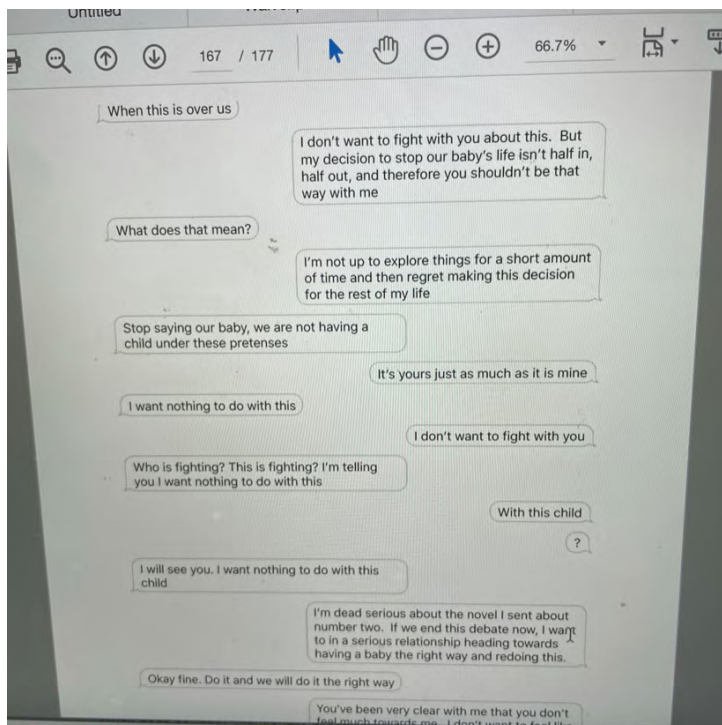 Untitled
167 / 177
66.7%
When this is over us
I don't want to fight with you about this. But
my decision to stop our baby's life isn't half in,
half out, and therefore you shouldn't be that
way with me
What does that mean?
I'm not up to explore things for a short amount
of time and then regret making this decision
for the rest of my life
Stop saying our baby, we are not having a
child under these pretenses
It's yours just as much as it is mine
I want nothing to do with this
I don't want to fight with you
Who is fighting? This is fighting? I'm telling
you I want nothing to do with this
With this child
?
I will see you. I want nothing to do with this
child
I'm dead serious about the novel I sent about
number two. If we end this debate now, I want
to in a serious relationship heading towards
having a baby the right way and redoing this.
Okay fine. Do it and we will do it the right way
You've been very clear with me that you don't
feel much towards me. I don't want to feel like